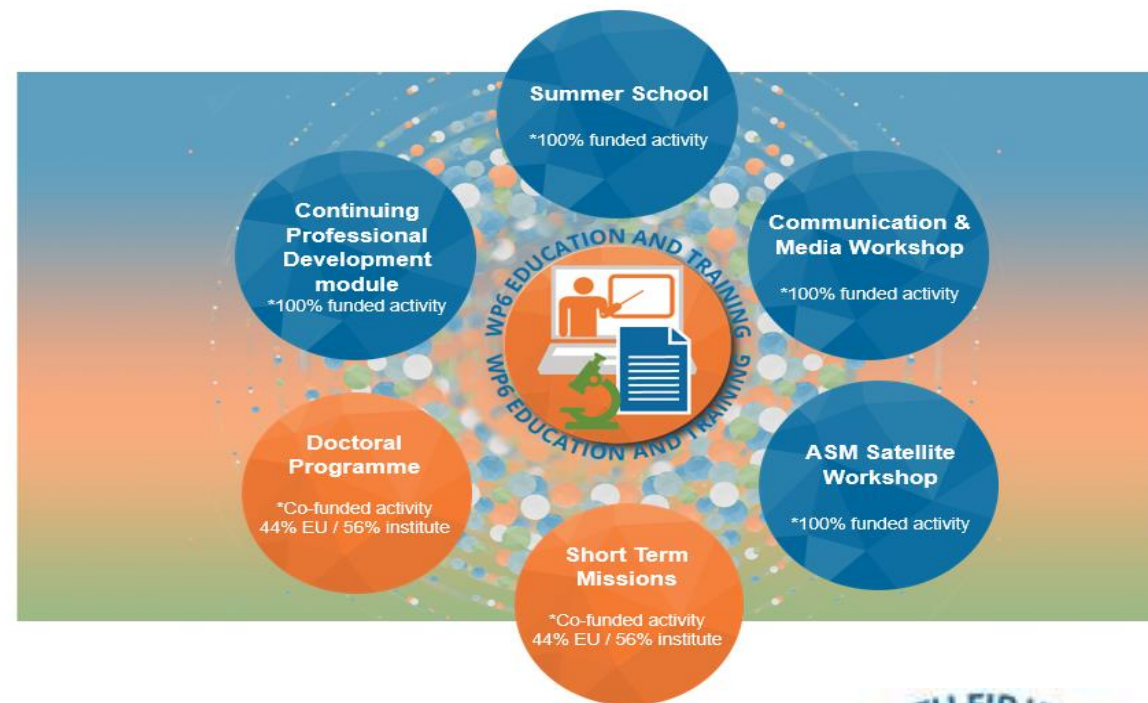 Summer School
*100% funded activity
Continuing
Professional
Development
module
*100% funded activity
Communication &
Media Workshop
*100% funded activity
WP6 EDUCATION AND TRAINING
WP6 EDUCATION AND TRAINING
Doctoral
Programme
*Co-funded activity
44% EU / 56% institute
ASM Satellite
Workshop
*100% funded activity
Short Term
Missions
*Co-funded activity
44% EU / 56% institute